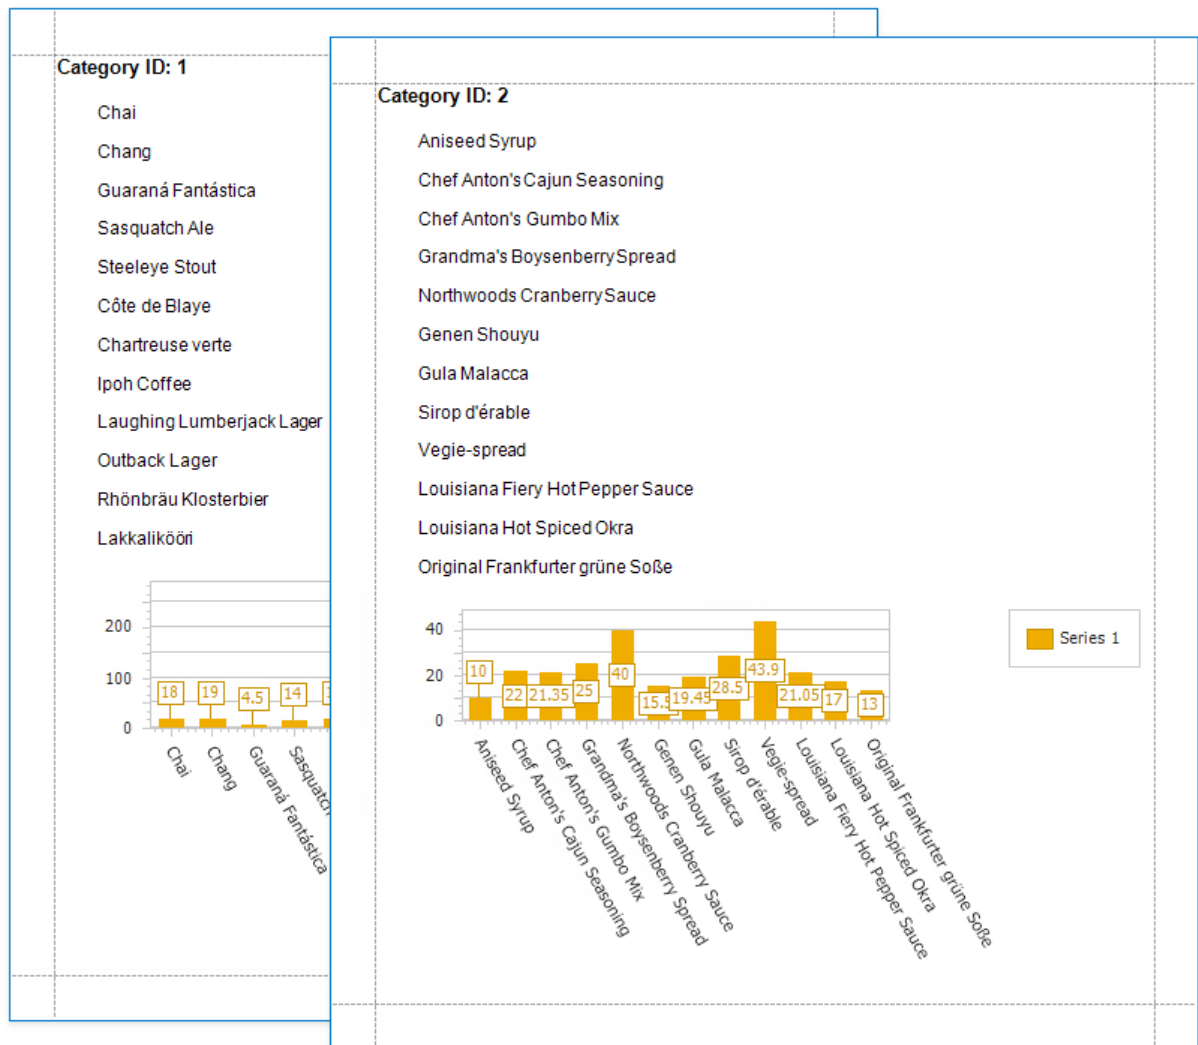 Category ID: 1
Chai
Chang
Guaraná Fantástica
Sasquatch Ale
Steeleye Stout
Côte de Blaye
Chartreuse verte
Ipoh Coffee
Laughing Lumberjack Lager
Outback Lager
Rhönbräu Klosterbier
Lakkalikööri
200
100
0
18
19
4.5
14
Chai
Chang
Guaraná Fantástica
Category ID: 2
Aniseed Syrup
Chef Anton's Cajun Seasoning
Chef Anton's Gumbo Mix
Grandma's Boysenberry Spread
Northwoods Cranberry Sauce
Genen Shouyu
Gula Malacca
Sirop d'érable
Vegie-spread
Louisiana Fiery Hot Pepper Sauce
Louisiana Hot Spiced Okra
Original Frankfurter grüne Soße
40
20
0
10
22
21.35
25
40
15.5
19.45
28.5
43.9
21.05
17
13
Aniseed Syrup
Chef Anton's Cajun Seasoning
Chef Anton's Gumbo Mix
Grandma's Boysenberry Spread
Northwoods Cranberry Sauce
Genen Shouyu
Gula Malacca
Sirop d'érable
Vegie-spread
Louisiana Fiery Hot Pepper Sauce
Louisiana Hot Spiced Okra
Original Frankfurter grüne Soße
Series 1